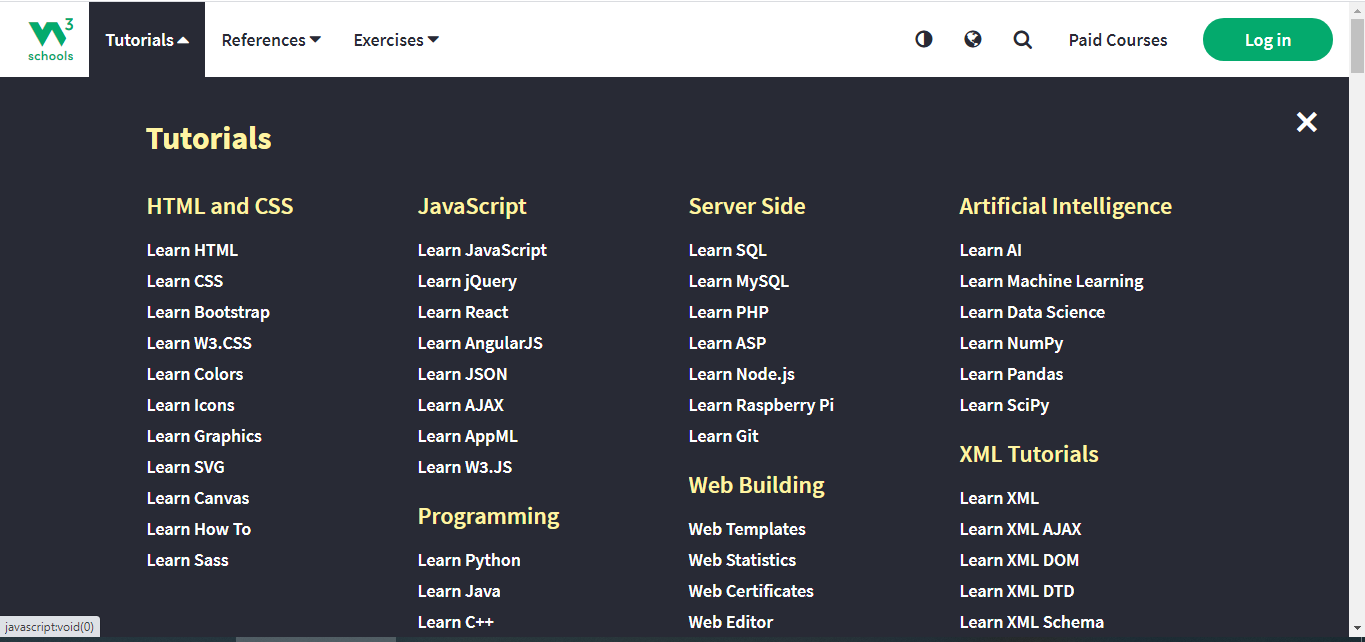 3
schools
Tutorials
References
Exercises
Paid Courses
Log in
Tutorials
HTML and CSS
Learn HTML
Learn CSS
Learn Bootstrap
Learn W3.CSS
Learn Colors
Learn Icons
Learn Graphics
Learn SVG
Learn Canvas
Learn How To
Learn Sass
JavaScript
Learn JavaScript
Learn jQuery
Learn React
Learn AngularJS
Learn JSON
Learn AJAX
Learn AppML
Learn W3.JS
Programming
Learn Python
Learn Java
Learn C++
Server Side
Learn SQL
Learn MySQL
Learn PHP
Learn ASP
Learn Node.js
Learn Raspberry Pi
Learn Git
Web Building
Web Templates
Web Statistics
Web Certificates
Web Editor
Artificial Intelligence
Learn AI
Learn Machine Learning
Learn Data Science
Learn NumPy
Learn Pandas
Learn SciPy
XML Tutorials
Learn XML
Learn XML AJAX
Learn XML DOM
Learn XML DTD
Learn XML Schema
javascript:void(0)